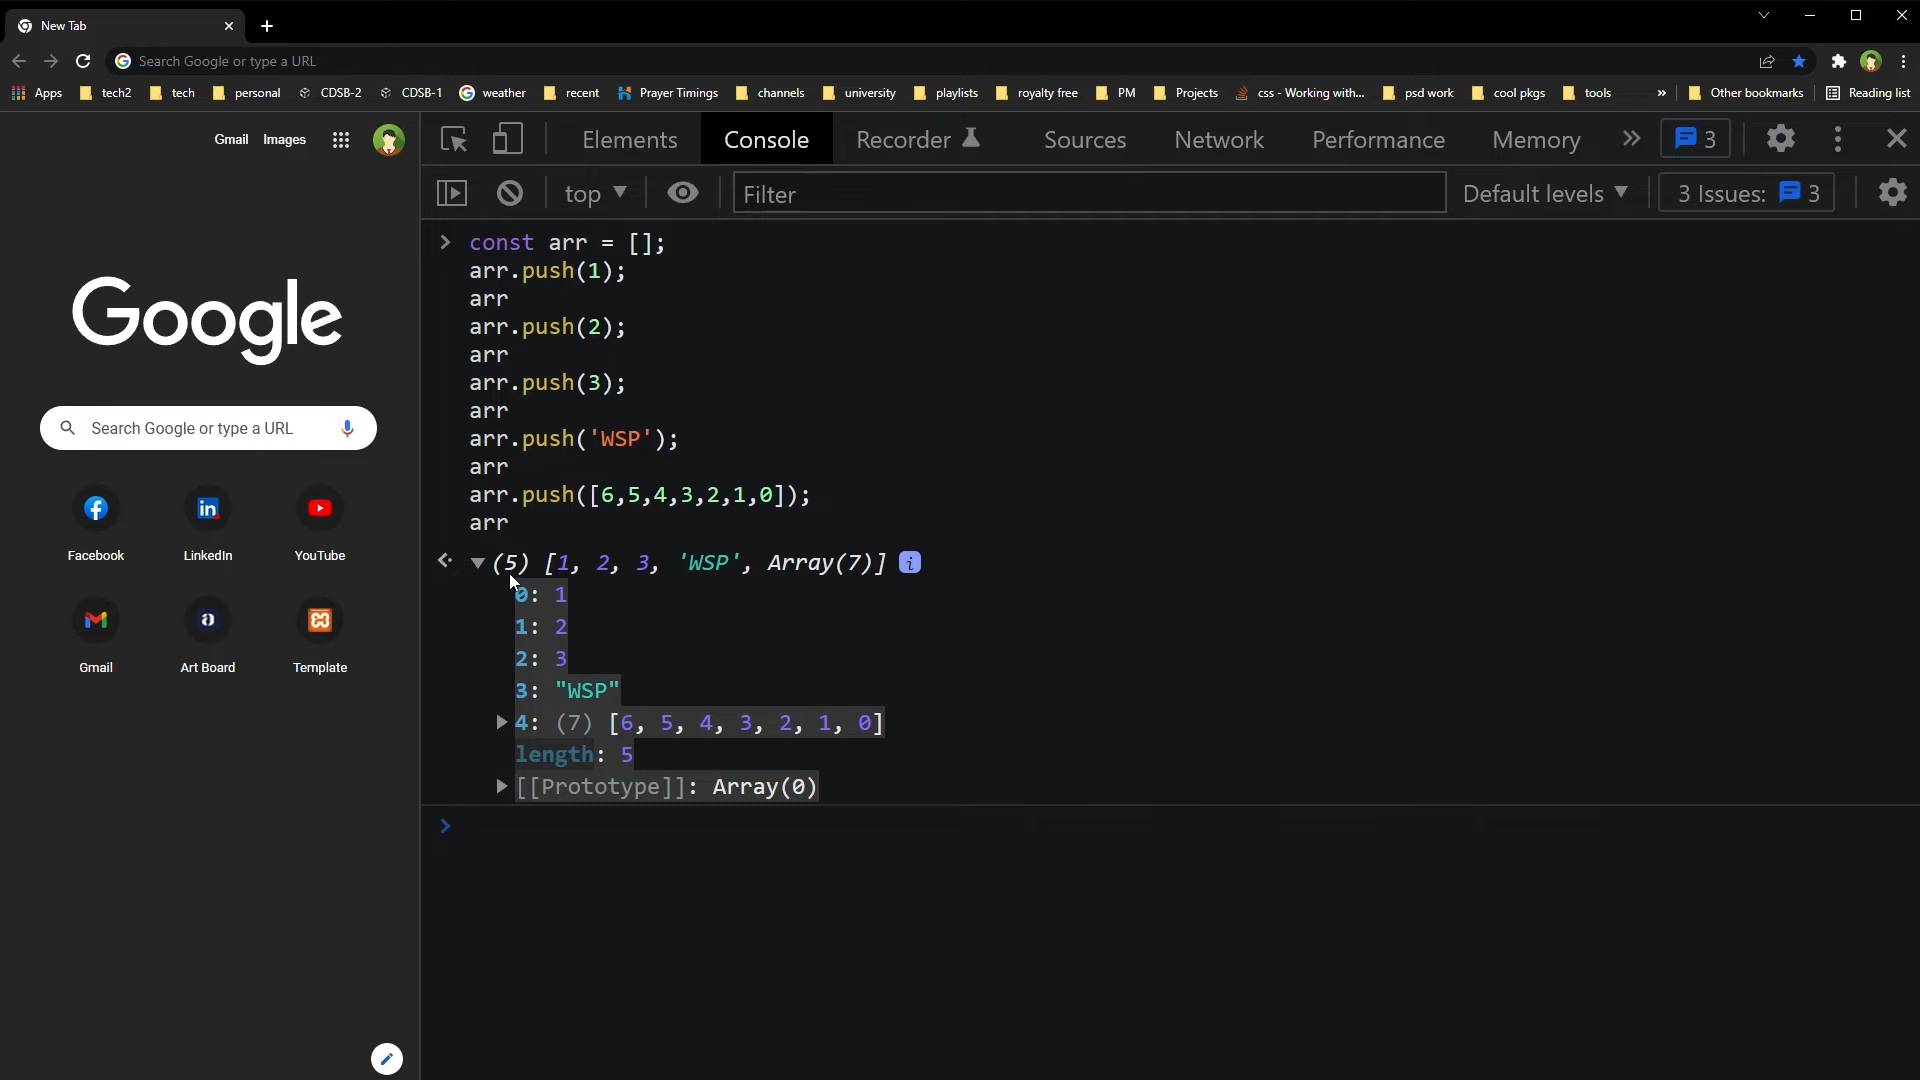 New Tab
Search Google or type a URL
Apps tech2 tech personal CDSB-2 CDSB-1 weather recent Prayer Timings channels university playlists royalty free PM Projects css - Working with... psd work cool pkgs tools » Other bookmarks Reading list
Gmail Images
Google
Search Google or type a URL
Facebook LinkedIn YouTube
Gmail Art Board Template
Elements Console Recorder Sources Network Performance Memory » 3
top Filter Default levels 3 Issues: 3
> const arr = [];
arr.push(1);
arr
arr.push(2);
arr
arr.push(3);
arr
arr.push('WSP');
arr
arr.push([6,5,4,3,2,1,0]);
arr
(5) [1, 2, 3, 'WSP', Array(7)] i
0: 1
1: 2
2: 3
3: "WSP"
4: (7) [6, 5, 4, 3, 2, 1, 0]
length: 5
[[Prototype]]: Array(0)
>